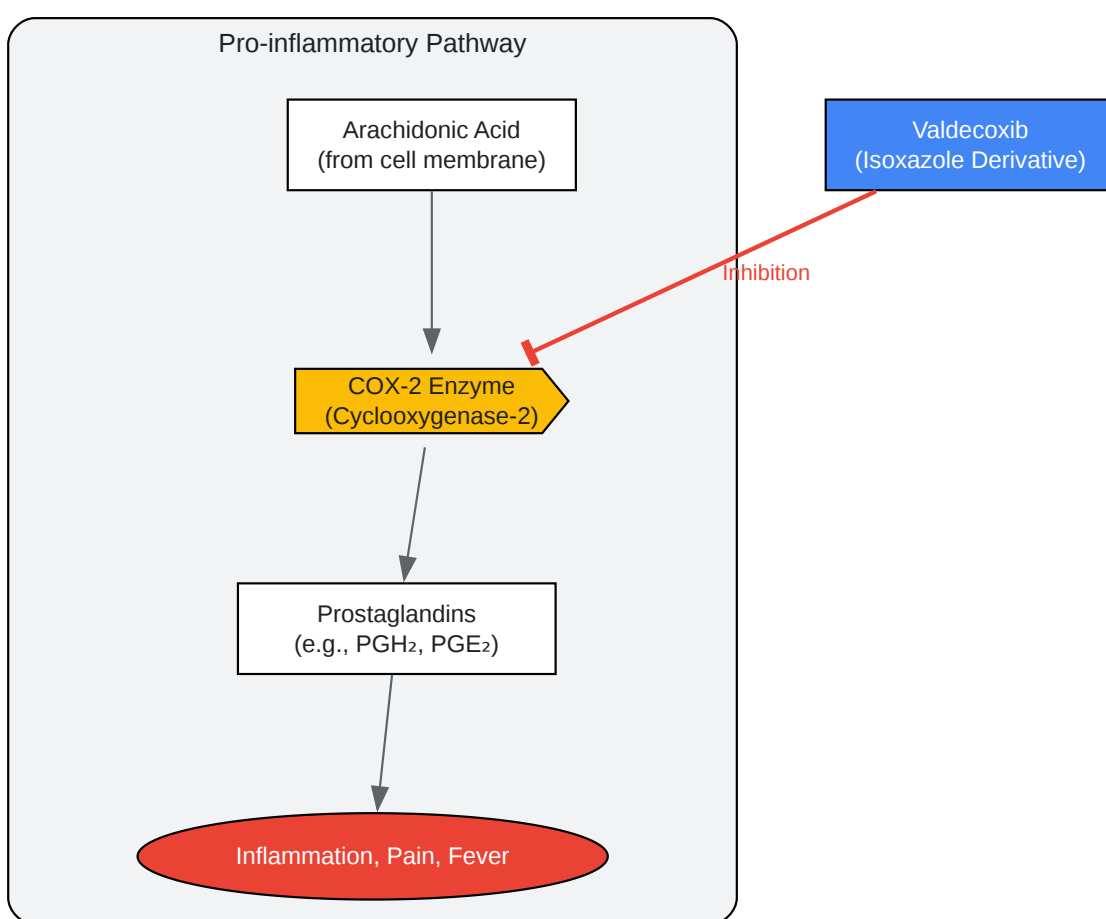 Pro-inflammatory Pathway
Arachidonic Acid
(from cell membrane)
Valdecoxib
(Isoxazole Derivative)
Inhibition
COX-2 Enzyme
(Cyclooxygenase-2)
Prostaglandins
(e.g., PGH₂, PGE₂)
Inflammation, Pain, Fever